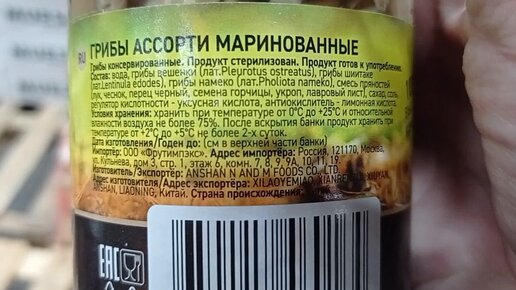 RU
ГРИБЫ АССОРТИ МАРИНОВАННЫЕ
Грибы консервированные. Продукт стерилизован. Продукт готов к употреблению.
Состав: вода, грибы вешенки (лат.Pleurotus ostreatus), грибы шиитаке
(лат.Lentinula edodes), грибы намеко (лат.Pholiota nameko), смесь пряностей
(лук, чеснок, перец черный, семена горчицы, укроп, лавровый лист), сахар, соль,
регулятор кислотности - уксусная кислота, антиокислитель - лимонная кислота.
Условия хранения: хранить при температуре от 0°С до +25°С и относительной
влажности воздуха не более 75%. После вскрытия банки продукт хранить при
температуре от +2°С до +5°С не более 2-х суток.
Дата изготовления/Годен до: (см в верхней части банки)
Импортер: ООО «Фрутимпэкс». Адрес импортёра: Россия, 121170, Москва,
ул. Кульнева, дом 3, стр. 1, этаж 6, комн. 7, 8, 9, 9А, 10, 11, 19.
Изготовитель/Экспортер: ANSHAN N AND M FOODS CO., LTD.
Адрес изготовителя/Адрес экспортёра: XILAOYEMIAO, XIUYAN,
ANSHAN, LIAONING, Китай. Страна происхождения:
EAC